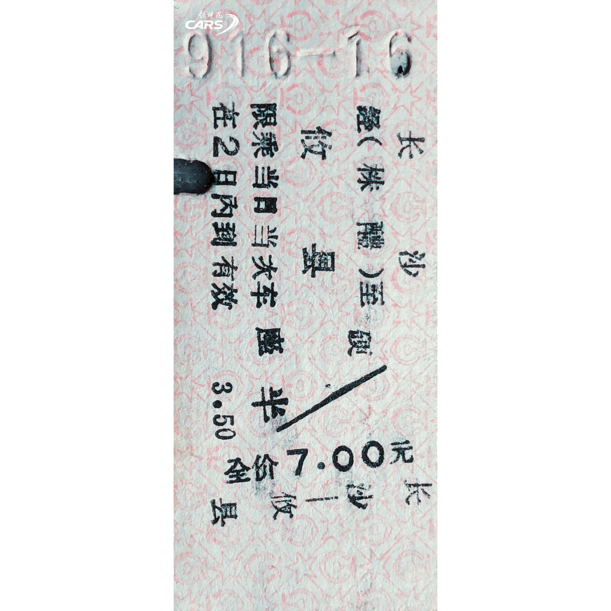 916-16
长沙
经(株醴)至
攸县
限乘当日当次车座
在2日内到有效
硬
半
3.50
全价7.00元
长沙—攸县
CARS